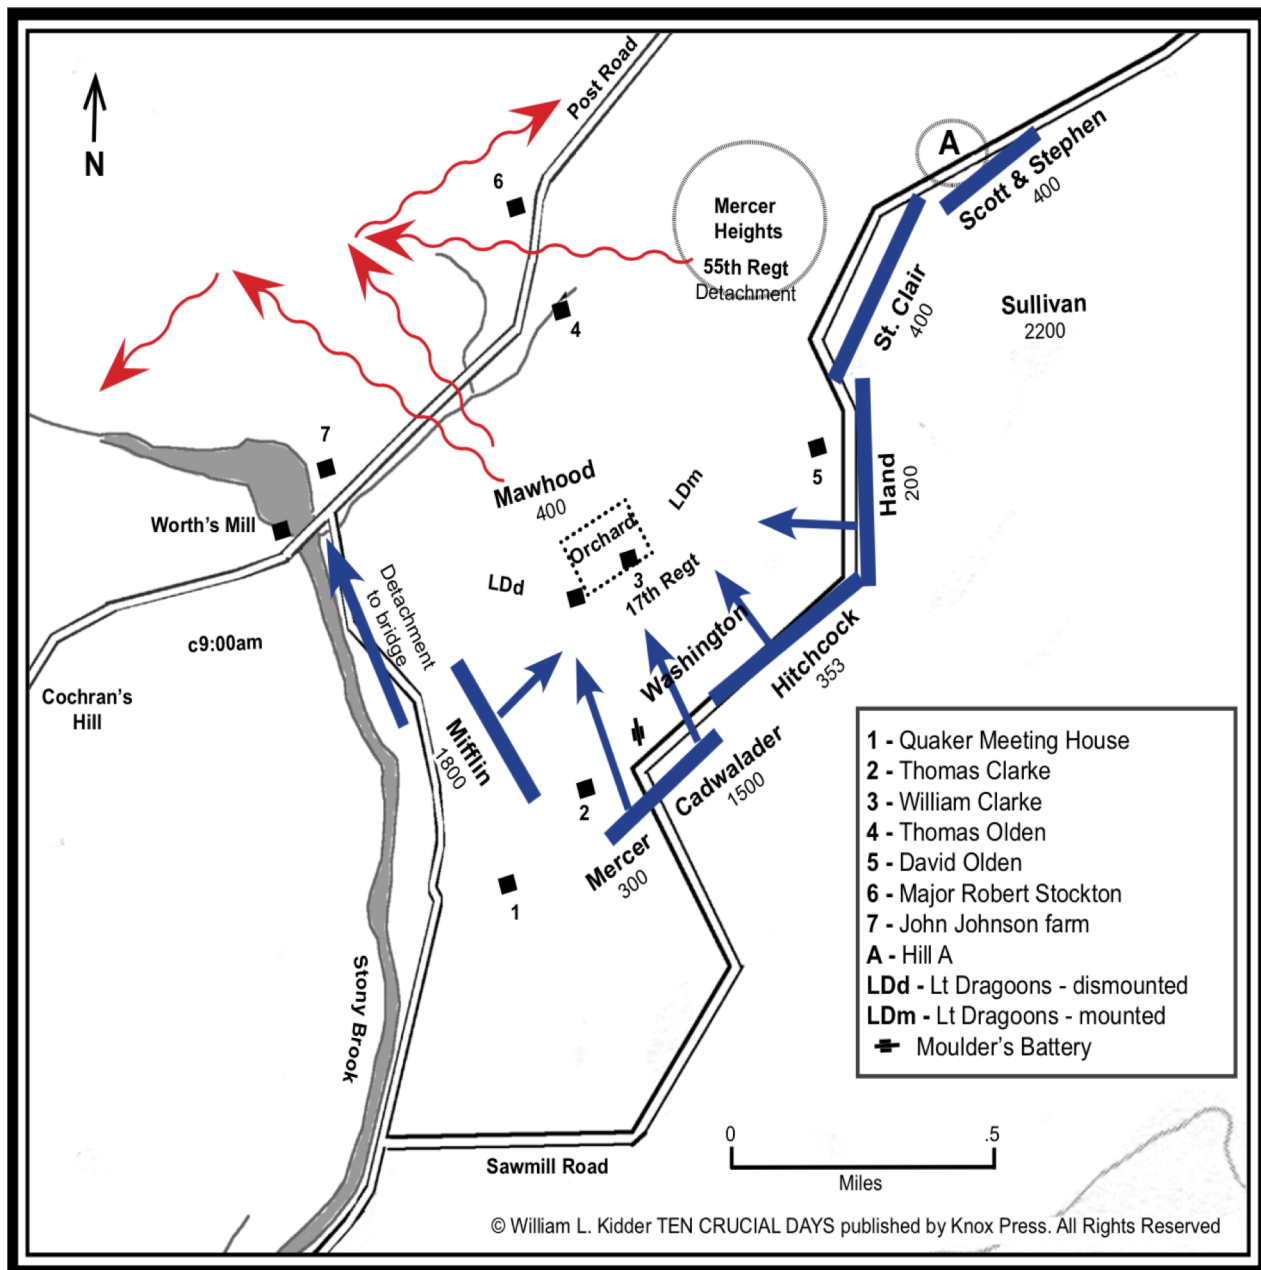 Post Road
N
A
6
Scott & Stephen
400
Mercer
Heights
55th Regt
Detachment
St. Clair
400
Sullivan
2200
4
7
Mawhood
400
LDm
5
Hand
200
Worth's Mill
Orchard
3
LDd
17th Regt
Detachment
to bridge
c9:00am
Washington
Hitchcock
353
Cochran's
Hill
Mifflin
1800
Cadwalader
1500
2
Mercer
300
1
Stony Brook
Sawmill Road
1 - Quaker Meeting House
2 - Thomas Clarke
3 - William Clarke
4 - Thomas Olden
5 - David Olden
6 - Major Robert Stockton
7 - John Johnson farm
A - Hill A
LDd - Lt Dragoons - dismounted
LDm - Lt Dragoons - mounted
Moulder's Battery
0 .5
Miles
© William L. Kidder TEN CRUCIAL DAYS published by Knox Press. All Rights Reserved